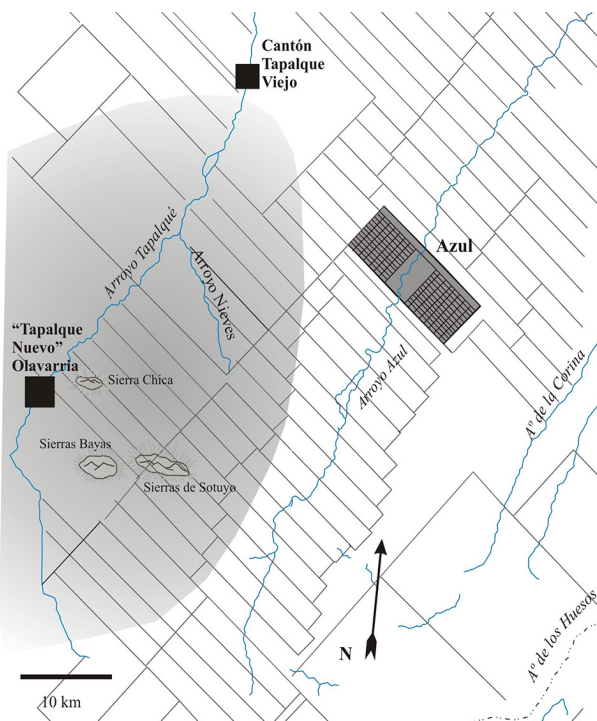 Cantón
Tapalque
Viejo
Arroyo Tapalqué
Arroyo Nieves
Azul
“Tapalque
Nuevo”
Olavarria
Sierra Chica
Arroyo Azul
Aº de la Corina
Sierras Bayas
Sierras de Sotuyo
Aº de los Huesos
N
10 km